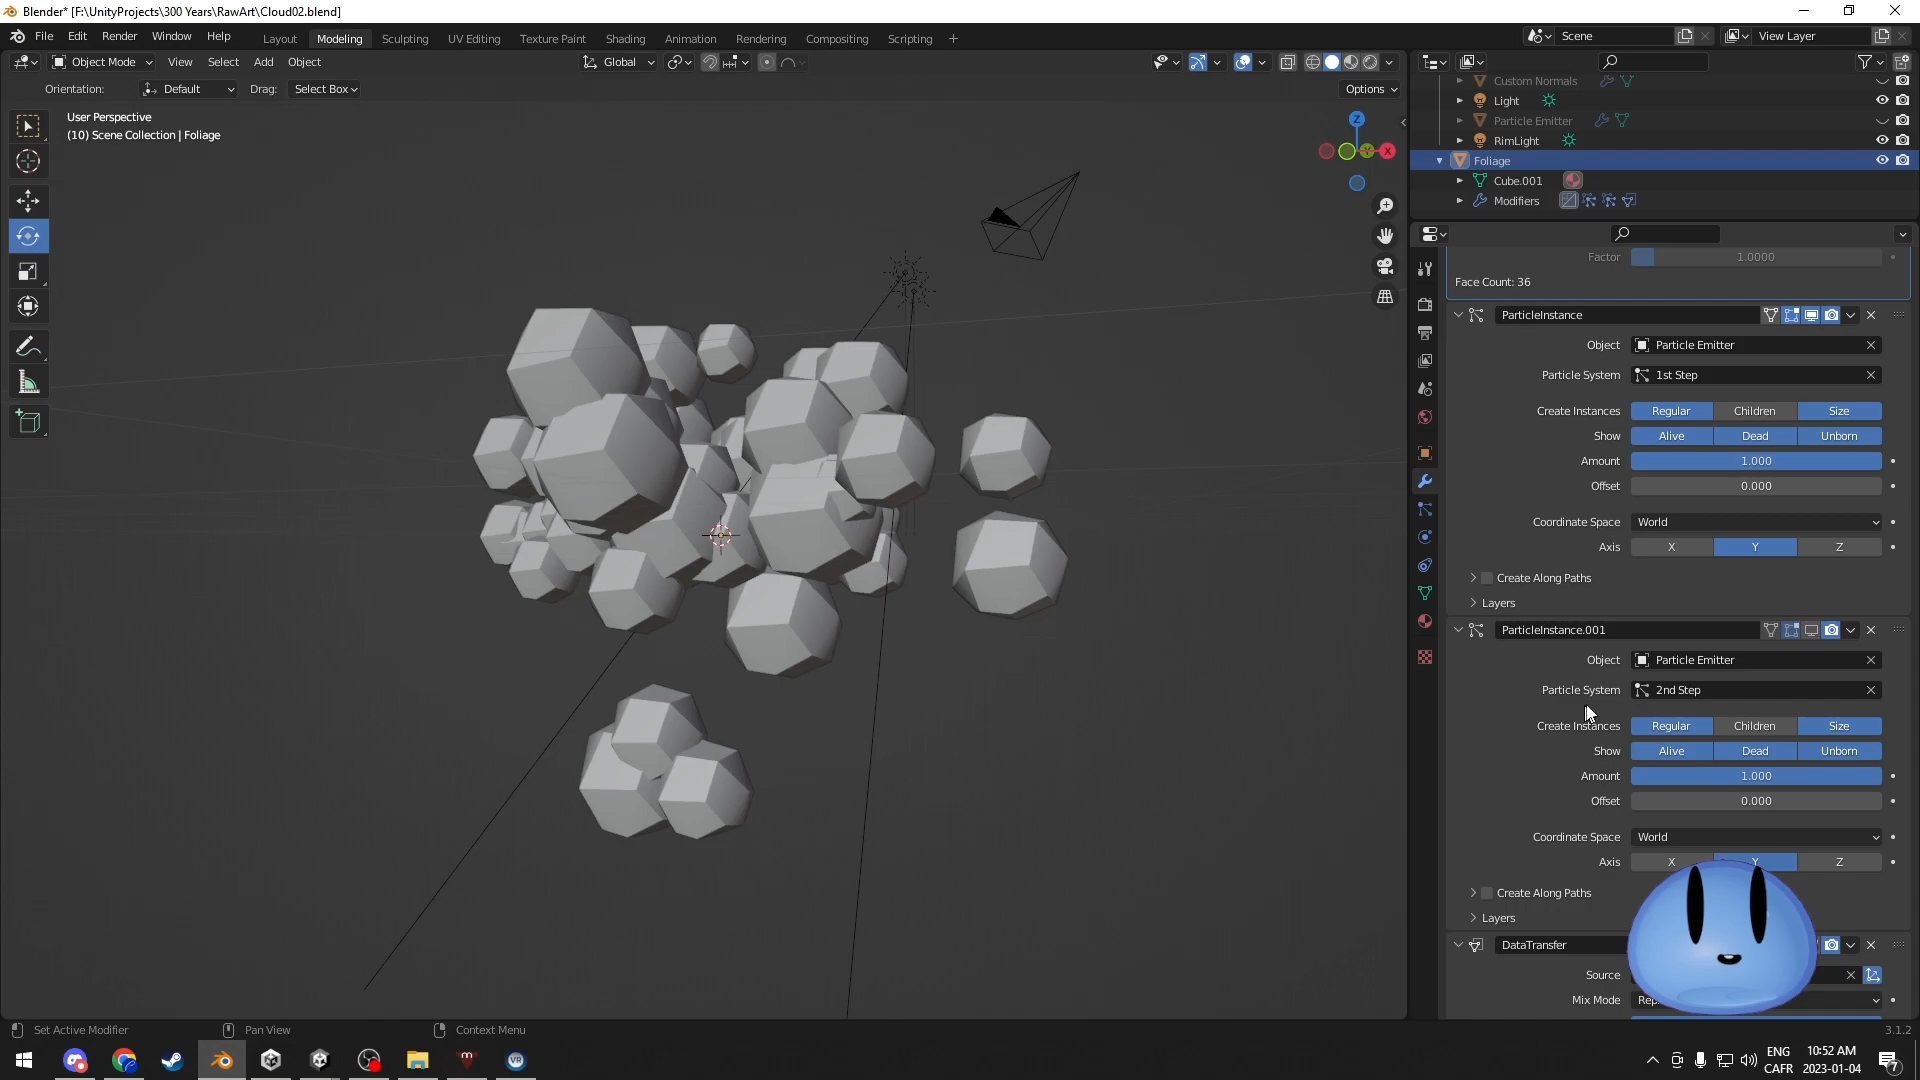 Blender* [F:\UnityProjects\300 Years\RawArt\Cloud02.blend]
File Edit Render Window Help
Layout Modeling Sculpting UV Editing Texture Paint Shading Animation Rendering Compositing Scripting
Scene
View Layer
Object Mode View Select Add Object
Global
Orientation: Default Drag: Select Box
Options
User Perspective
(10) Scene Collection | Foliage
Z
Y
X
Custom Normals
Light
Particle Emitter
RimLight
Foliage
Cube.001
Modifiers
Factor 1.0000
Face Count: 36
ParticleInstance
Object Particle Emitter
Particle System 1st Step
Create Instances Regular Children Size
Show Alive Dead Unborn
Amount 1.000
Offset 0.000
Coordinate Space World
Axis X Y Z
Create Along Paths
Layers
ParticleInstance.001
Object Particle Emitter
Particle System 2nd Step
Create Instances Regular Children Size
Show Alive Dead Unborn
Amount 1.000
Offset 0.000
Coordinate Space World
Axis X Y Z
Create Along Paths
Layers
DataTransfer
Source
Mix Mode
Set Active Modifier
Pan View
Context Menu
3.1.2
ENG
CAFR
10:52 AM
2023-01-04
7